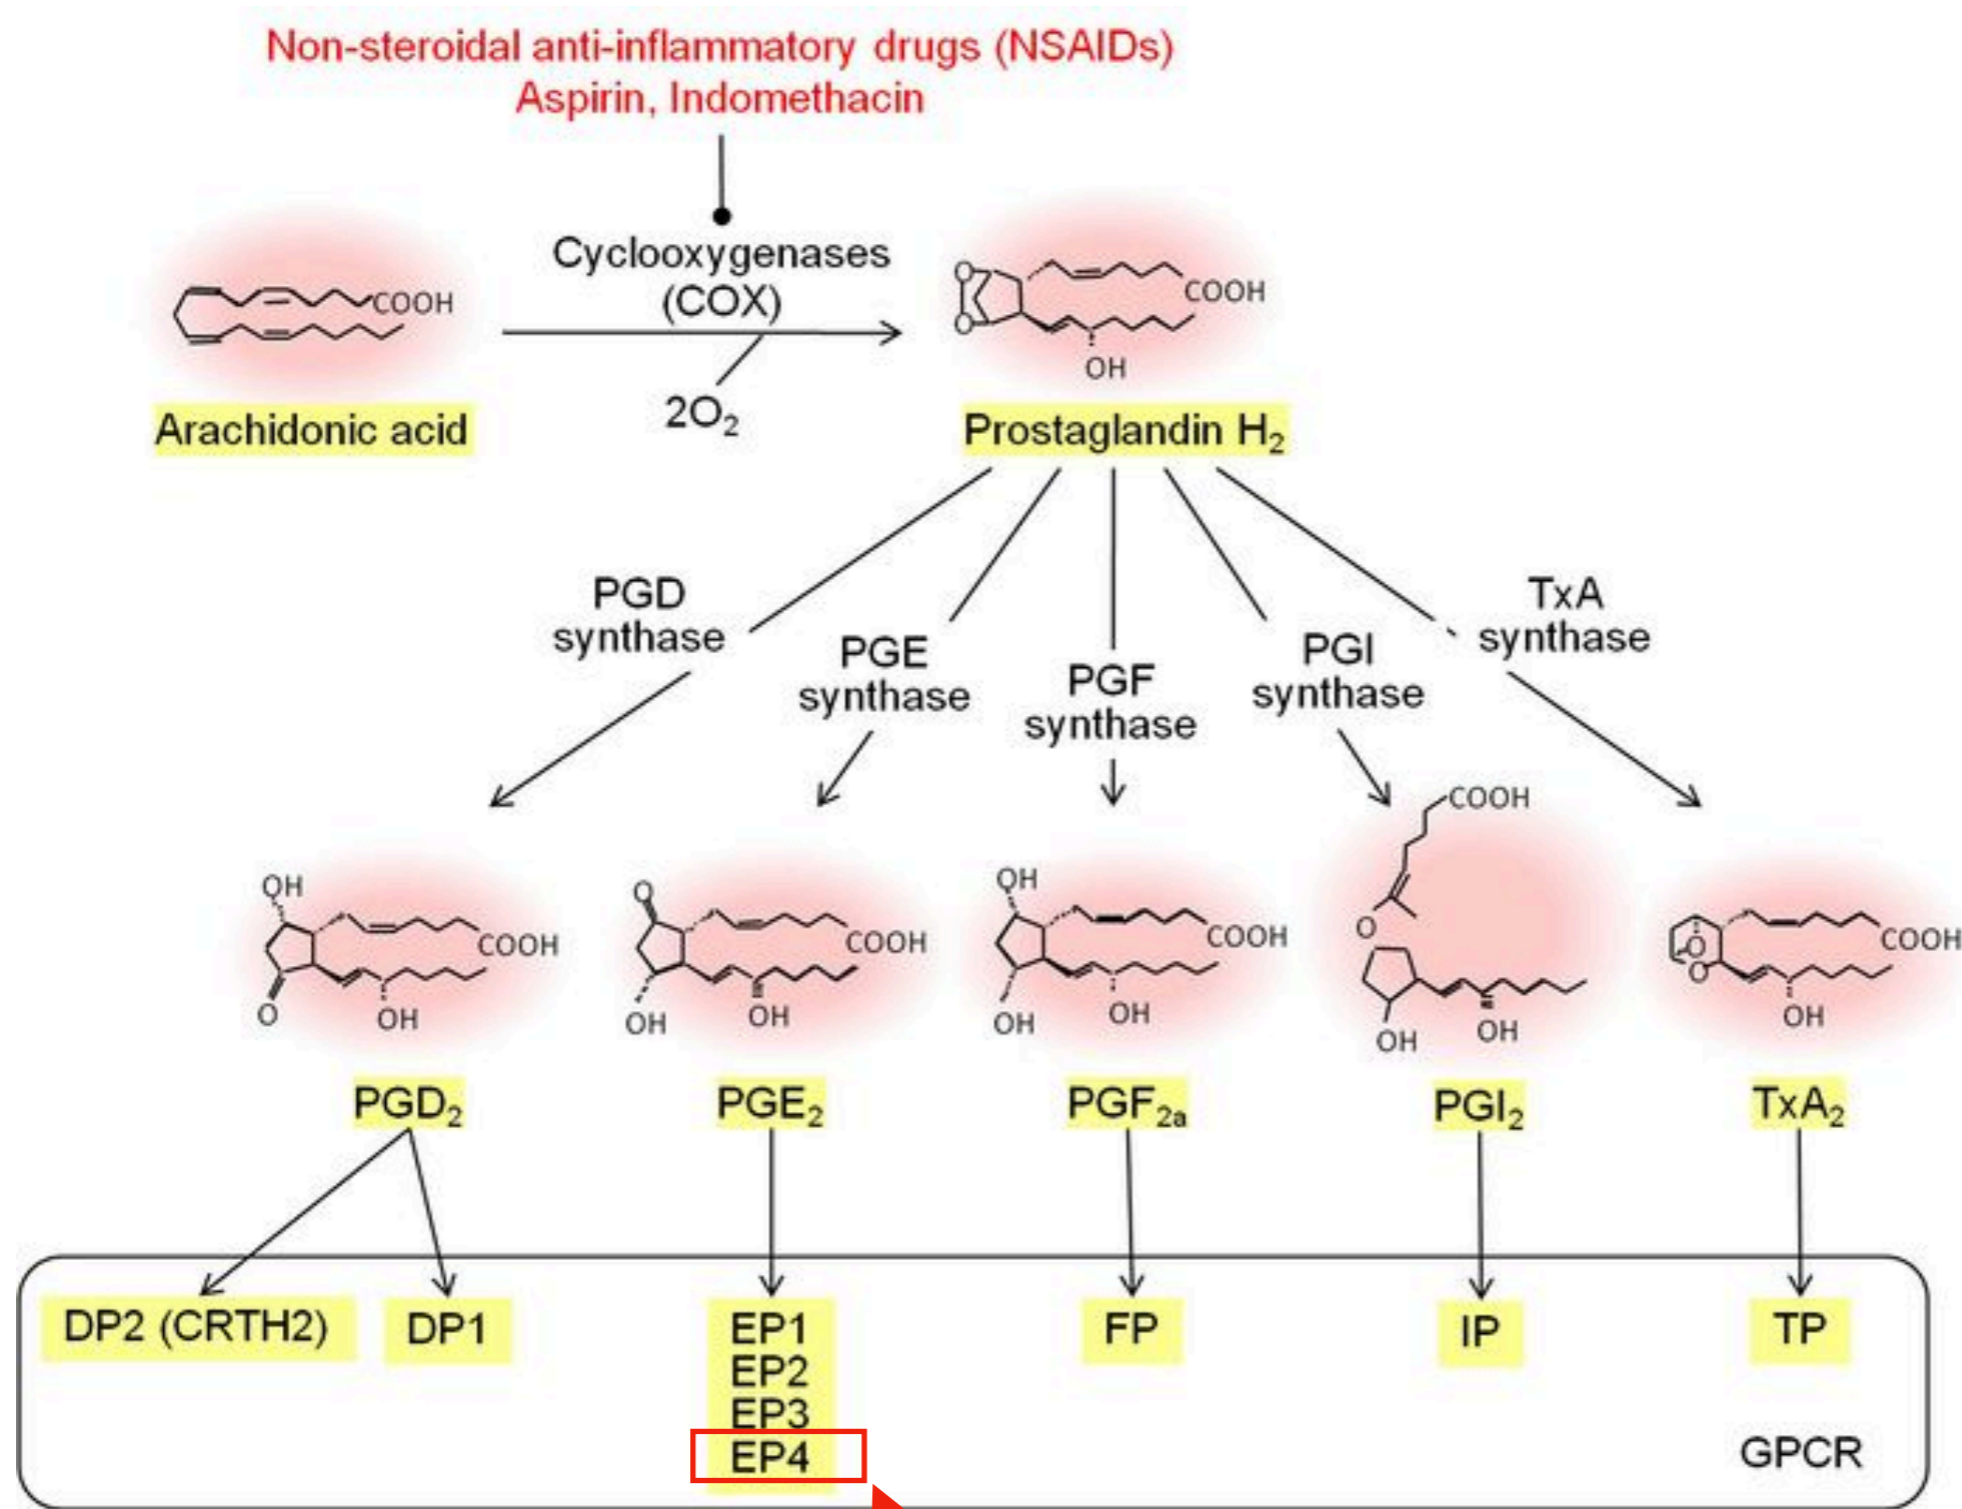 Non-steroidal anti-inflammatory drugs (NSAIDs)
Aspirin, Indomethacin
Cyclooxygenases
(COX)
COOH
2O₂
Arachidonic acid
O
O
COOH
OH
Prostaglandin H₂
PGD
synthase
PGE
synthase
PGF
synthase
PGI
synthase
TxA
synthase
OH
COOH
O
OH
PGD₂
O
COOH
OH
OH
PGE₂
OH
COOH
OH
OH
PGF₂ₐ
COOH
O
OH
OH
PGI₂
O
O
COOH
OH
TxA₂
DP2 (CRTH2)
DP1
EP1
EP2
EP3
EP4
FP
IP
TP
GPCR